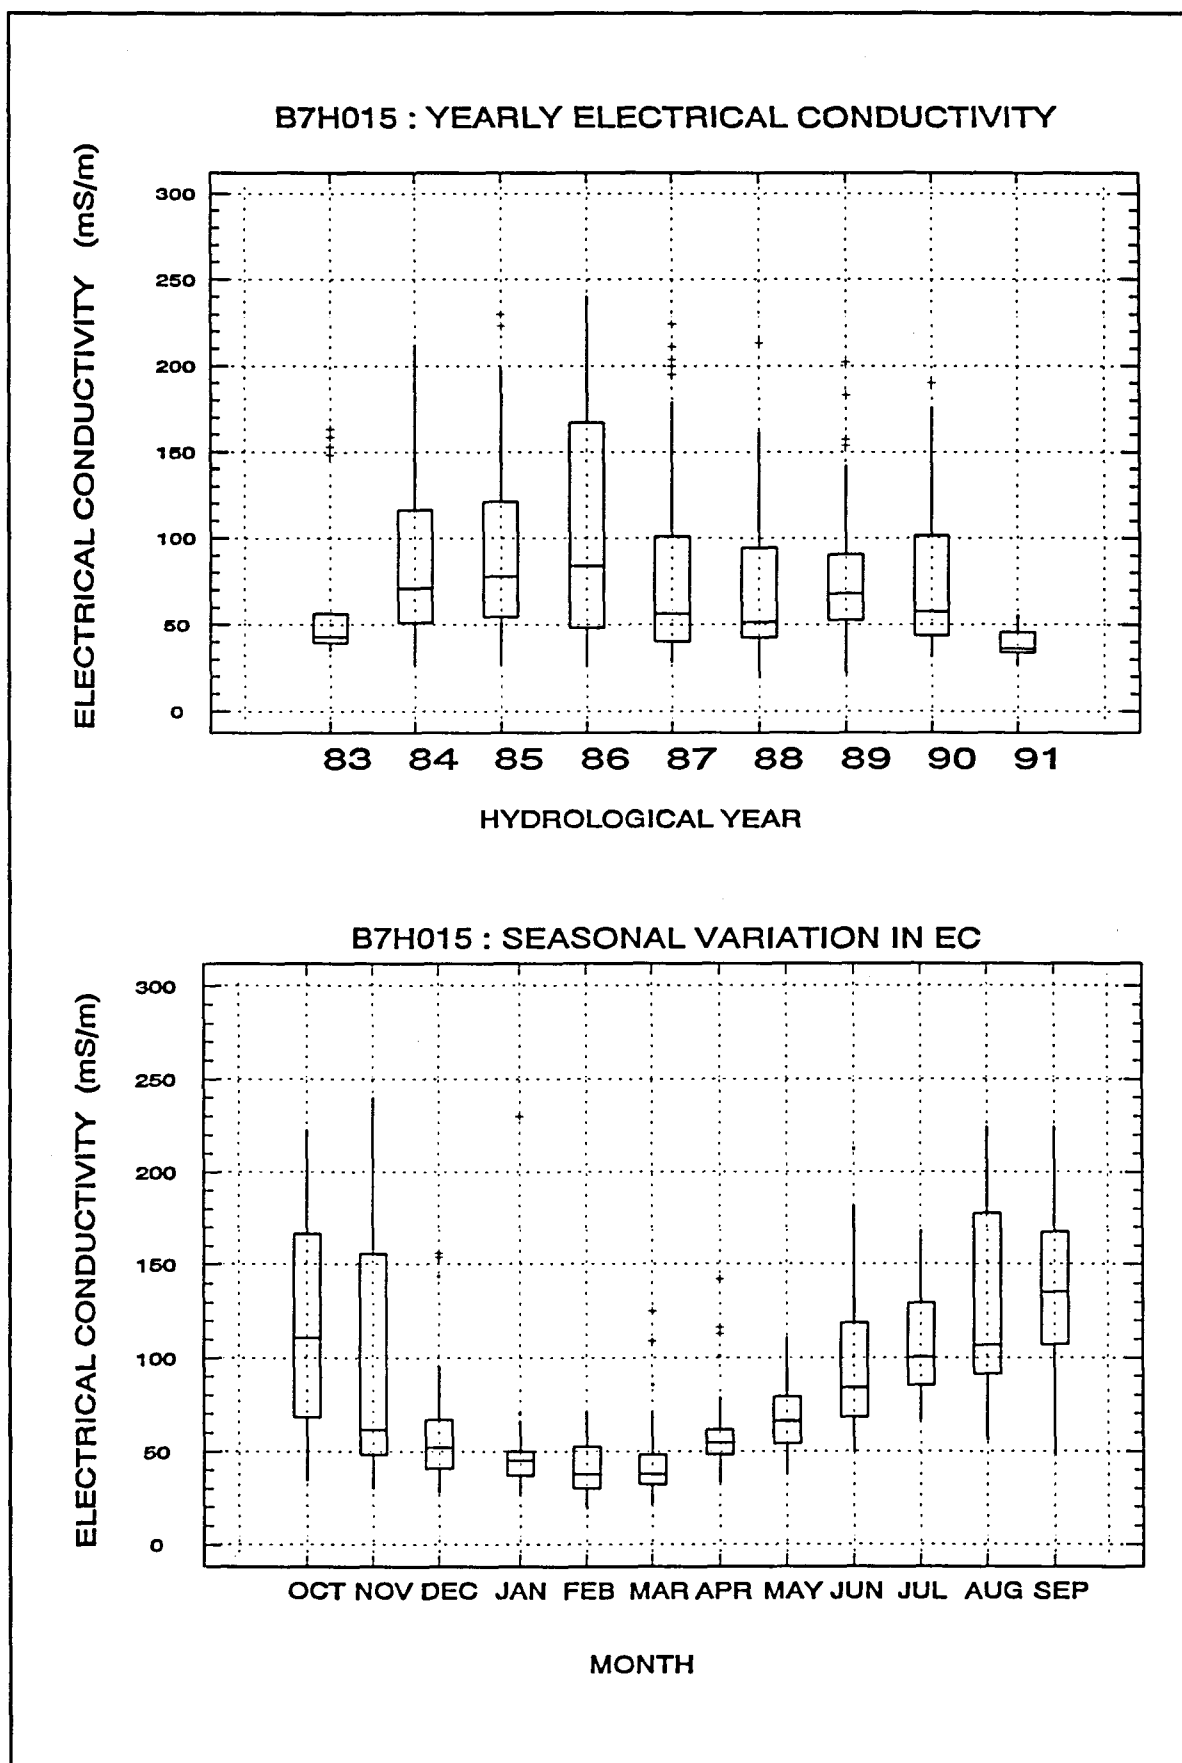 B7H015 : YEARLY ELECTRICAL CONDUCTIVITY
ELECTRICAL CONDUCTIVITY (mS/m)
300
250
200
150
100
50
0
83 84 85 86 87 88 89 90 91
HYDROLOGICAL YEAR
B7H015 : SEASONAL VARIATION IN EC
ELECTRICAL CONDUCTIVITY (mS/m)
300
250
200
150
100
50
0
OCT NOV DEC JAN FEB MAR APR MAY JUN JUL AUG SEP
MONTH